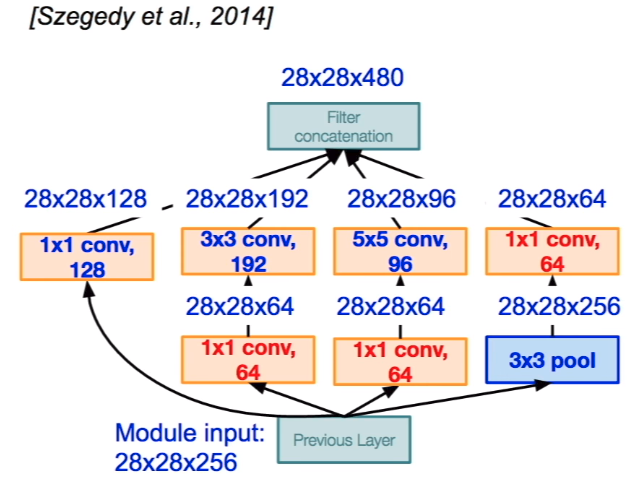 [Szegedy et al., 2014]
28x28x480
Filter
concatenation
28x28x128
28x28x192
28x28x96
28x28x64
1x1 conv,
128
3x3 conv,
192
5x5 conv,
96
1x1 conv,
64
28x28x64
28x28x64
28x28x256
1x1 conv,
64
1x1 conv,
64
3x3 pool
Module input:
28x28x256
Previous Layer